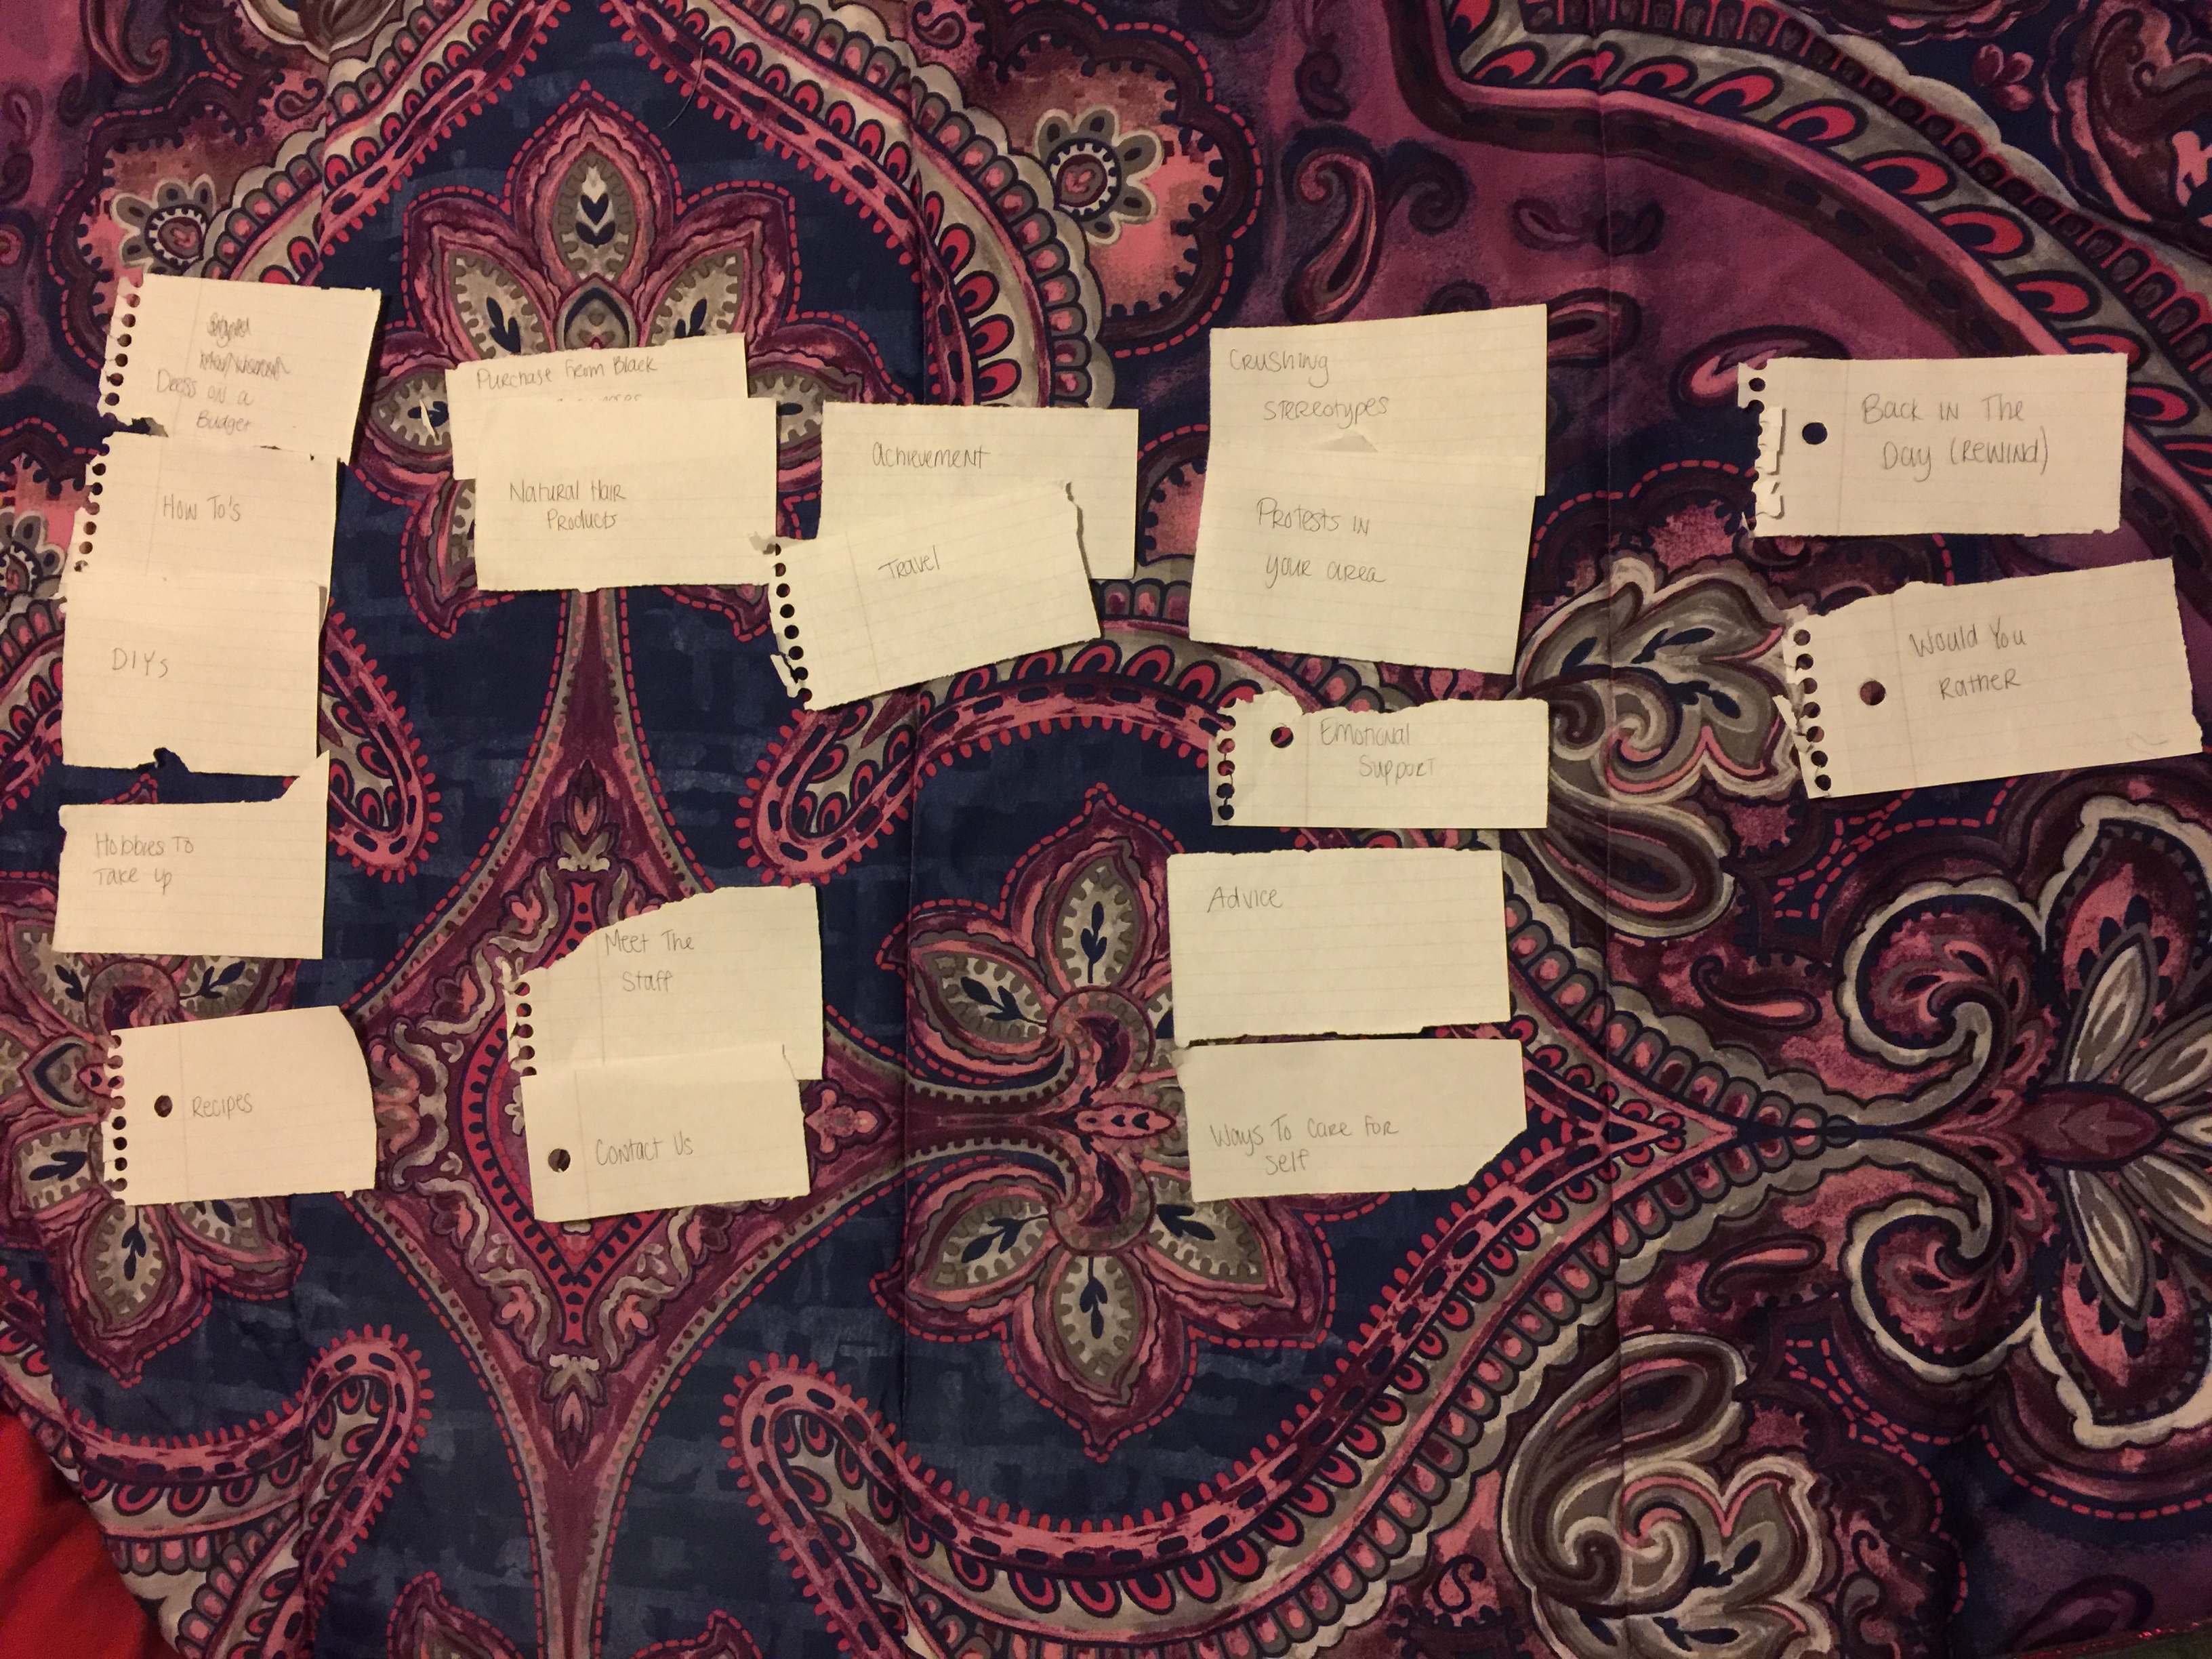 Dress on a
Budget
How To's
DIYs
Hobbies To
Take up
Recipes
Purchase from Black
Natural Hair
Products
Meet The
Staff
Contact Us
Achievement
Travel
Crushing
Stereotypes
Protests in
your area
Emotional
Support
Advice
Ways To Care for
Self
Back in The
Day (Rewind)
Would You
Rather